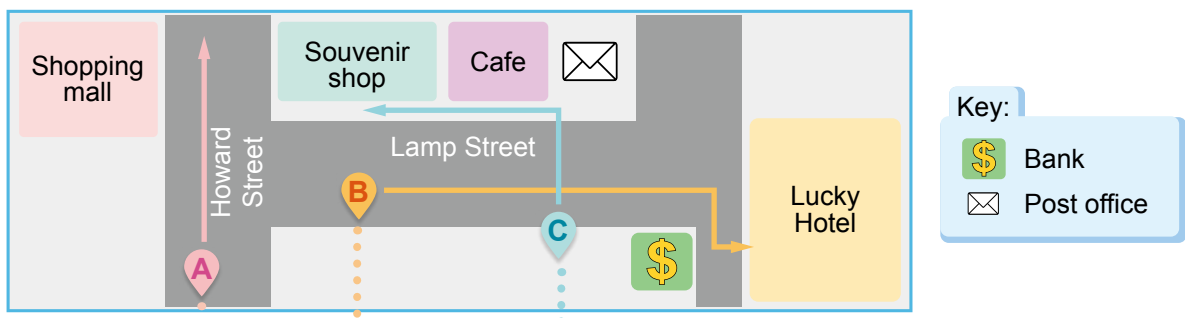 Shopping
mall
Howard
Street
Souvenir
shop
Cafe
Lamp Street
A
B
C
$
Lucky
Hotel
Key:
$ Bank
Post office